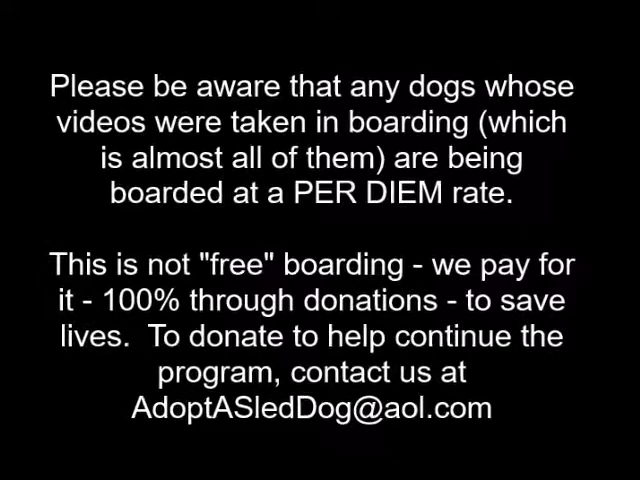 Please be aware that any dogs whose
videos were taken in boarding (which
is almost all of them) are being
boarded at a PER DIEM rate.
This is not "free" boarding - we pay for
it - 100% through donations - to save
lives.  To donate to help continue the
program, contact us at
AdoptASledDog@aol.com